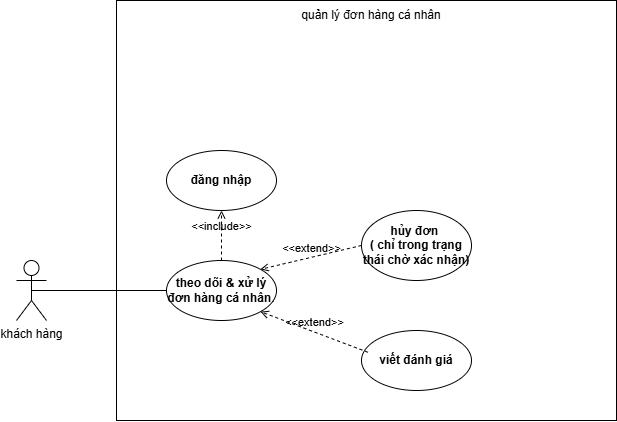 quản lý đơn hàng cá nhân
đăng nhập
<<include>>
hủy đơn
( chỉ trong trạng
thái chờ xác nhận)
<<extend>>
theo dõi & xử lý
đơn hàng cá nhân
<<extend>>
khách hàng
viết đánh giá